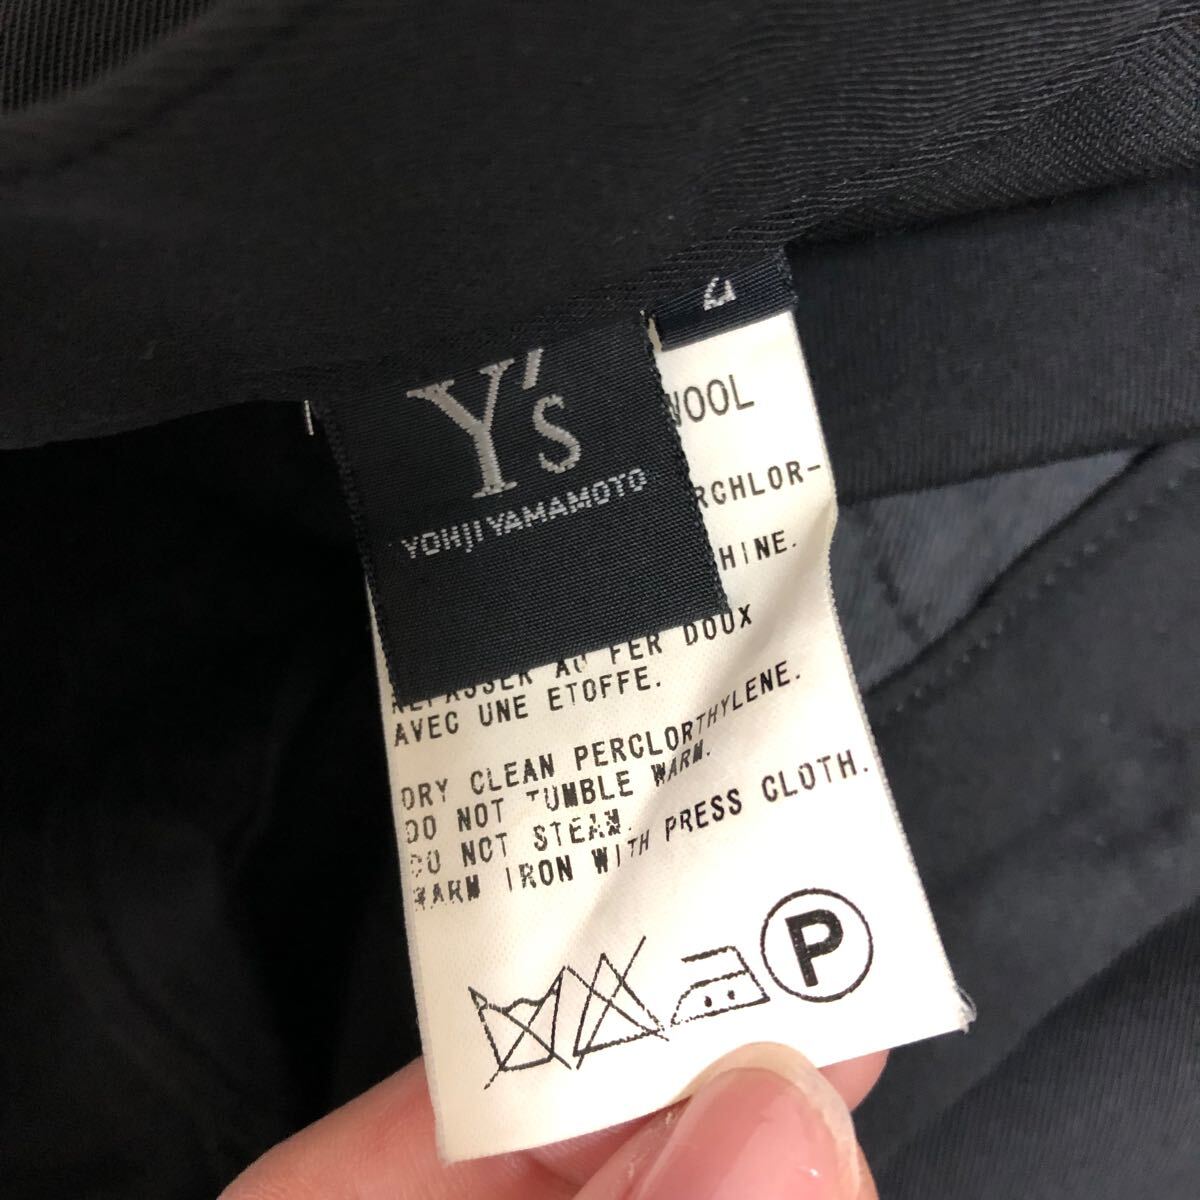 Y's
YOHJI YAMAMOTO
WOOL
RCHLOR-
HINE.
REPASSER AU FER DOUX
AVEC UNE ETOFFE.
DRY CLEAN PERCLORTHYLENE.
DO NOT TUMBLE WARM.
DO NOT STEAM.
WARM IRON WITH PRESS CLOTH.
P